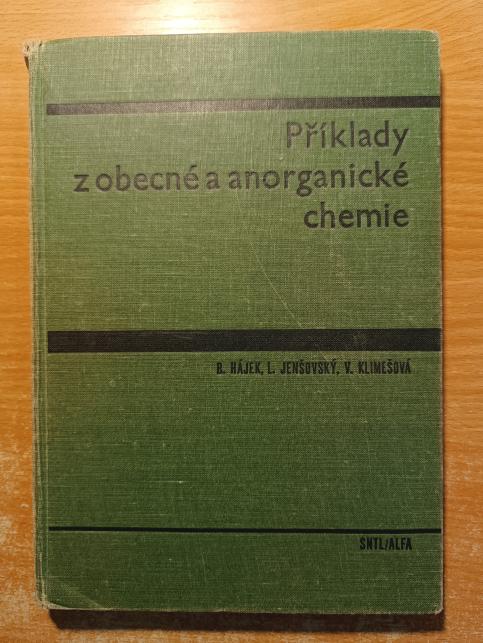 Příklady
z obecné a anorganické
chemie
B. HÁJEK, L. JENŠOVSKÝ, V. KLIMEŠOVÁ
SNTL/ALFA